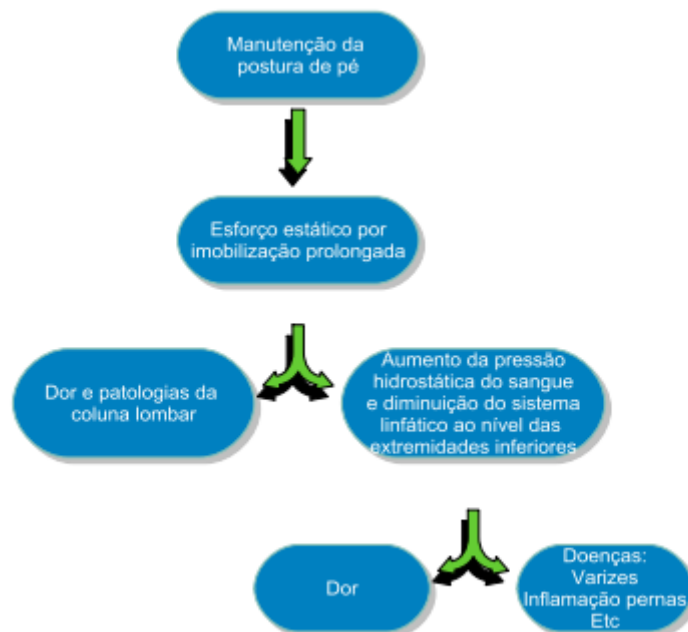 Manutenção da
postura de pé
Esforço estático por
imobilização prolongada
Dor e patologias da
coluna lombar
Aumento da pressão
hidrostática do sangue
e diminuição do sistema
linfático ao nível das
extremidades inferiores
Dor
Doenças:
Varizes
Inflamação pernas
Etc